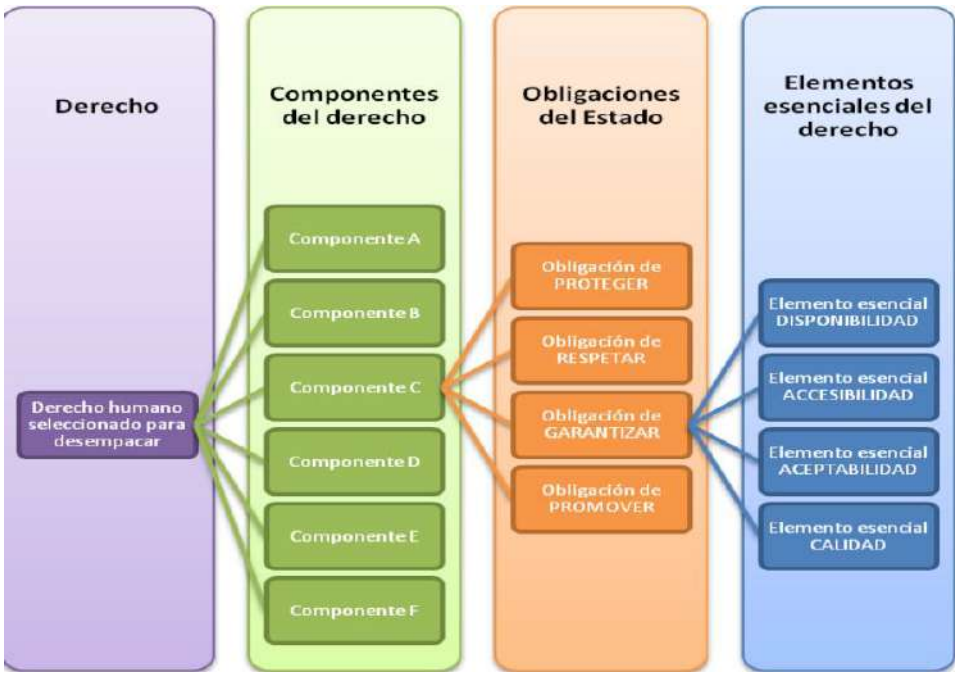 Derecho
Componentes
del derecho
Obligaciones
del Estado
Elementos
esenciales del
derecho
Derecho humano
seleccionado para
desempacar
Componente A
Componente B
Componente C
Componente D
Componente E
Componente F
Obligación de
PROTEGER
Obligación de
RESPETAR
Obligación de
GARANTIZAR
Obligación de
PROMOVER
Elemento esencial
DISPONIBILIDAD
Elemento esencial
ACCESIBILIDAD
Elemento esencial
ACEPTABILIDAD
Elemento esencial
CALIDAD